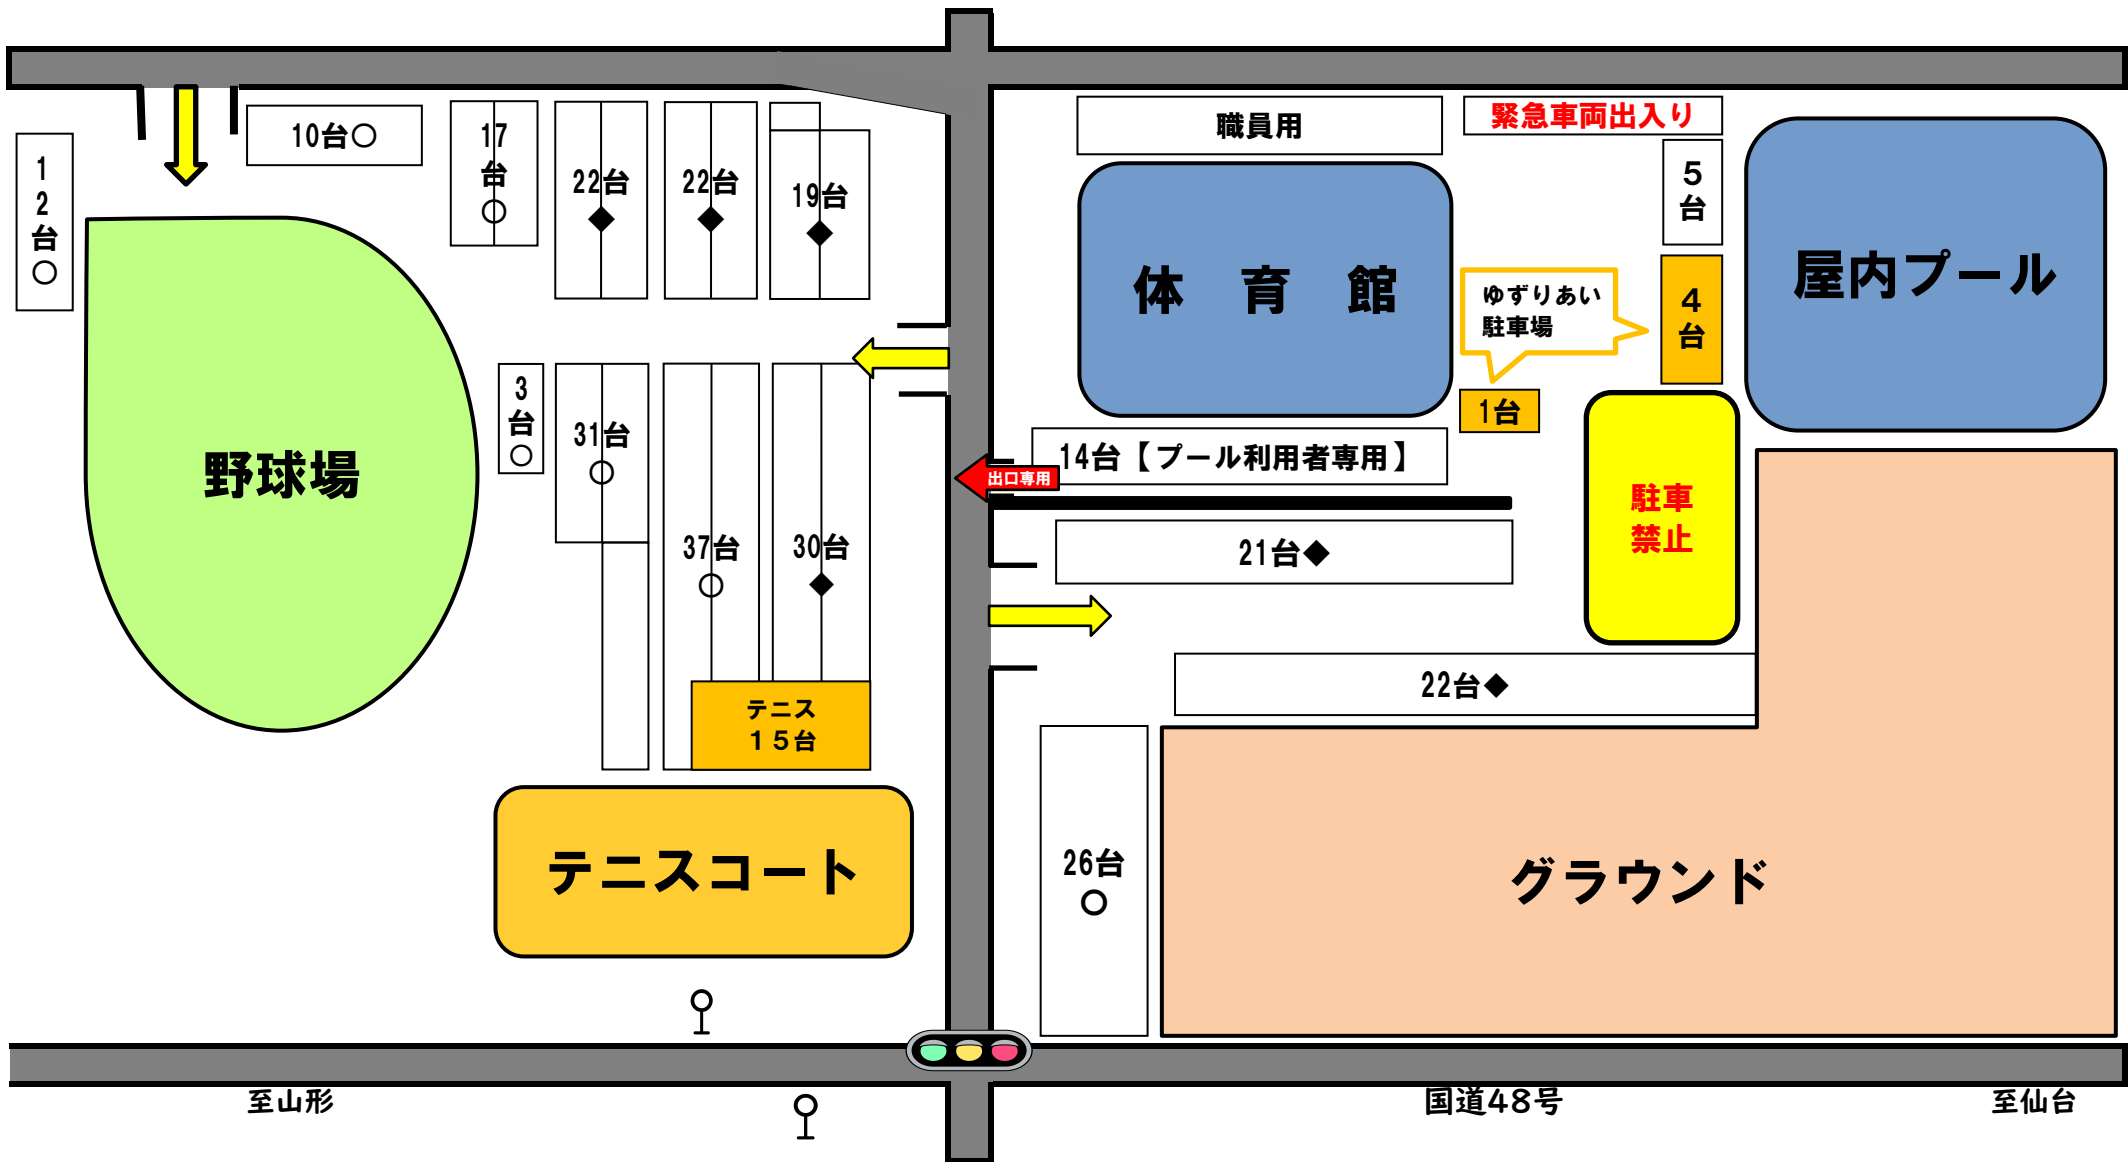 10台○
17
台
○
22台
◆
22台
◆
19台
◆
1
2
台
○
職員用
緊急車両出入り
5
台
体 育 館
屋内プール
ゆずりあい
駐車場
4
台
1台
3
台
○
31台
○
野球場
37台
○
30台
◆
テニス
15台
テニスコート
14台【プール利用者専用】
出口専用
駐車
禁止
21台◆
22台◆
26台
○
グラウンド
至山形
国道48号
至仙台